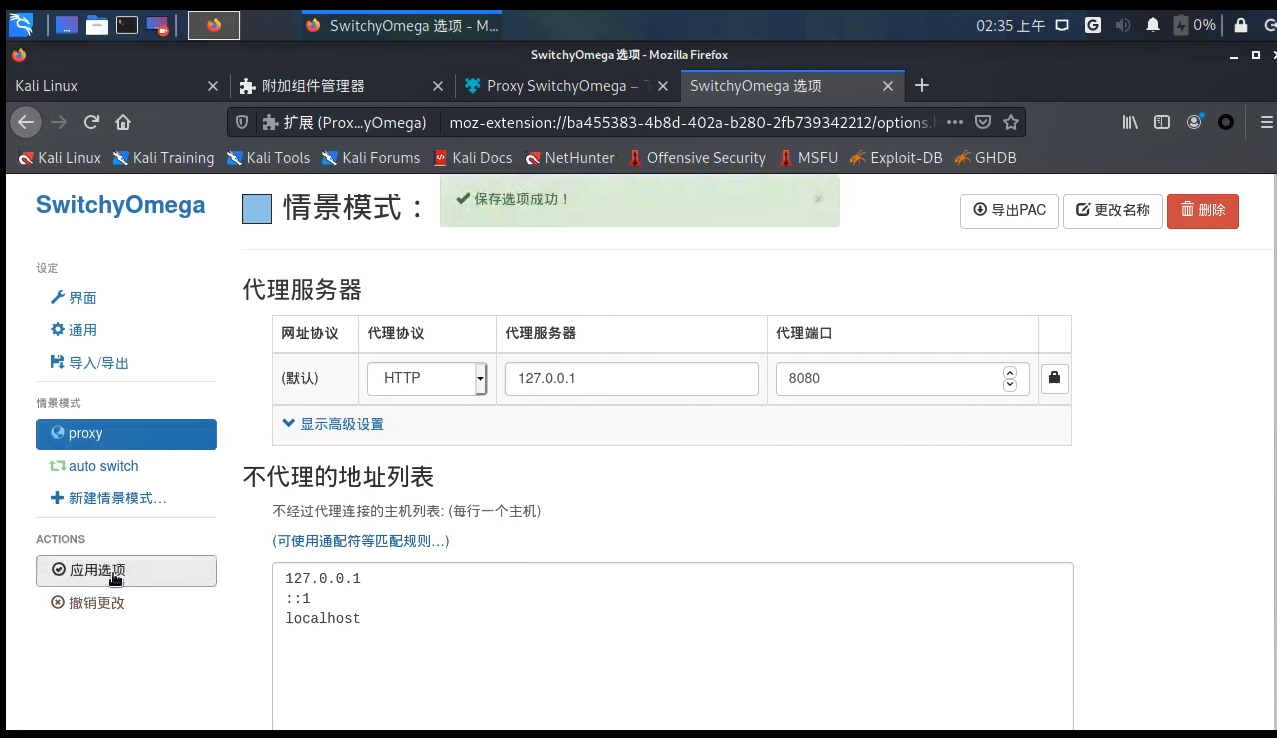 SwitchyOmega 选项 - M...
02:35 上午
0%
SwitchyOmega 选项 - Mozilla Firefox
Kali Linux
附加组件管理器
Proxy SwitchyOmega –
SwitchyOmega 选项
扩展 (Prox...yOmega)
moz-extension://ba455383-4b8d-402a-b280-2fb739342212/options.h
Kali Linux
Kali Training
Kali Tools
Kali Forums
Kali Docs
NetHunter
Offensive Security
MSFU
Exploit-DB
GHDB
SwitchyOmega
情景模式：
保存选项成功！
导出PAC
更改名称
删除
设定
界面
通用
导入/导出
情景模式
proxy
auto switch
新建情景模式…
ACTIONS
应用选项
撤销更改
代理服务器
网址协议 代理协议 代理服务器 代理端口
(默认) HTTP 127.0.0.1 8080
显示高级设置
不代理的地址列表
不经过代理连接的主机列表: (每行一个主机)
(可使用通配符等匹配规则…)
127.0.0.1
::1
localhost